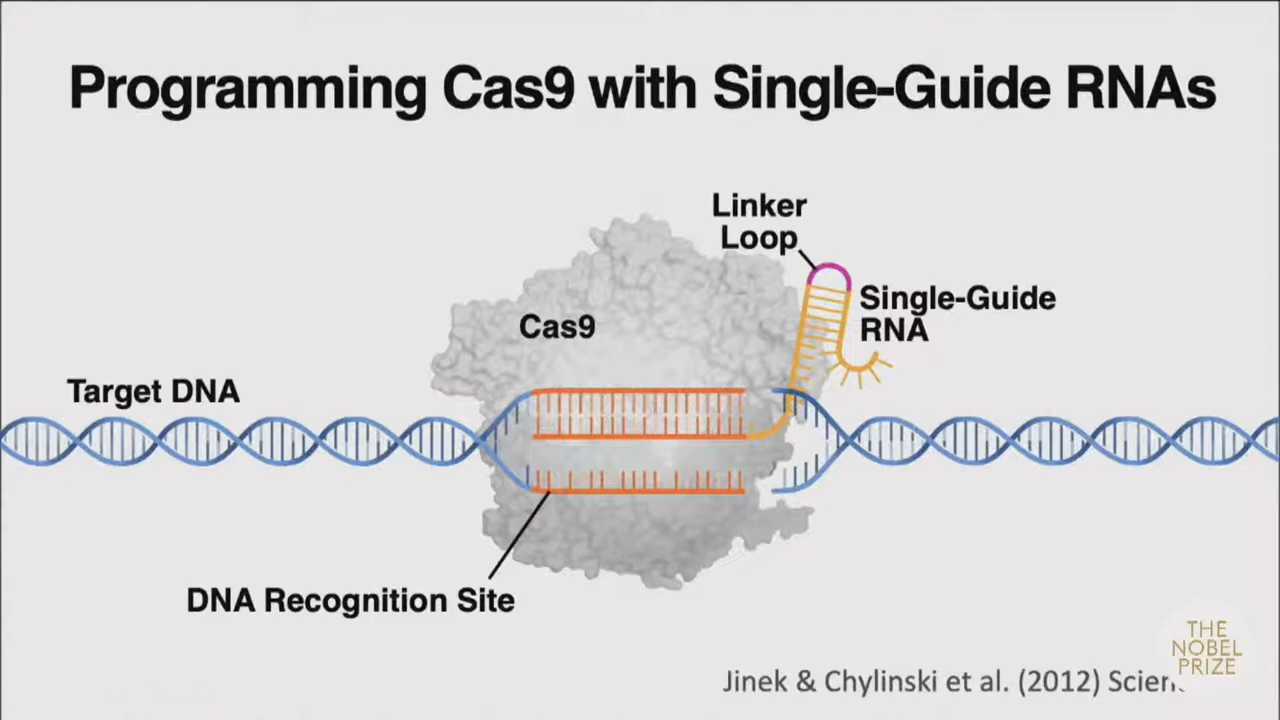 Programming Cas9 with Single-Guide RNAs
Linker
Loop
Single-Guide
RNA
Cas9
Target DNA
DNA Recognition Site
THE
NOBEL
PRIZE
Jinek & Chylinski et al. (2012)